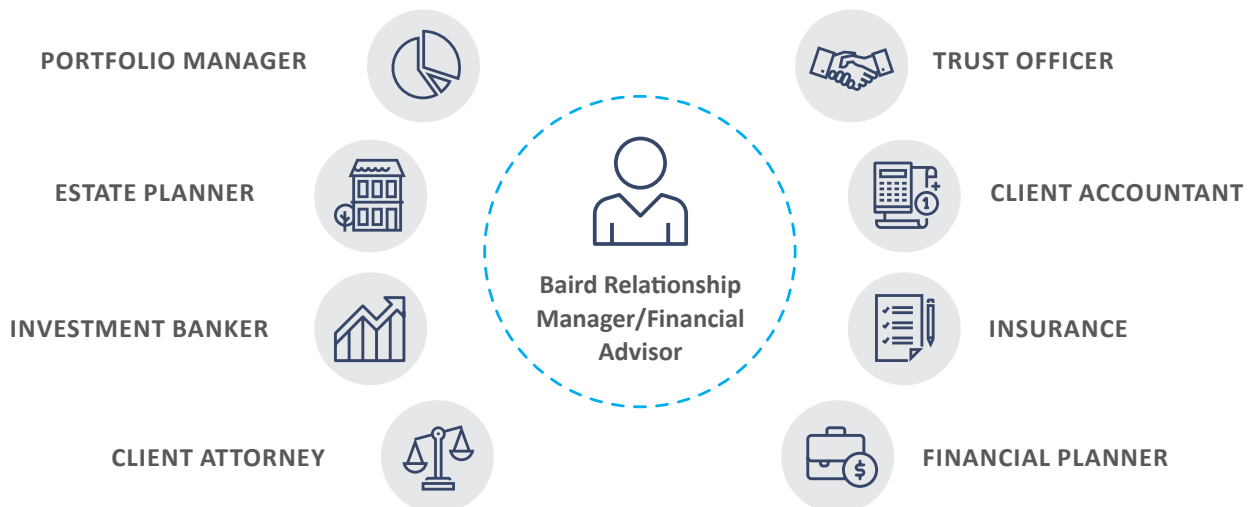 PORTFOLIO MANAGER
TRUST OFFICER
ESTATE PLANNER
CLIENT ACCOUNTANT
1
Baird Relationship
Manager/Financial
Advisor
INVESTMENT BANKER
INSURANCE
CLIENT ATTORNEY
$
FINANCIAL PLANNER